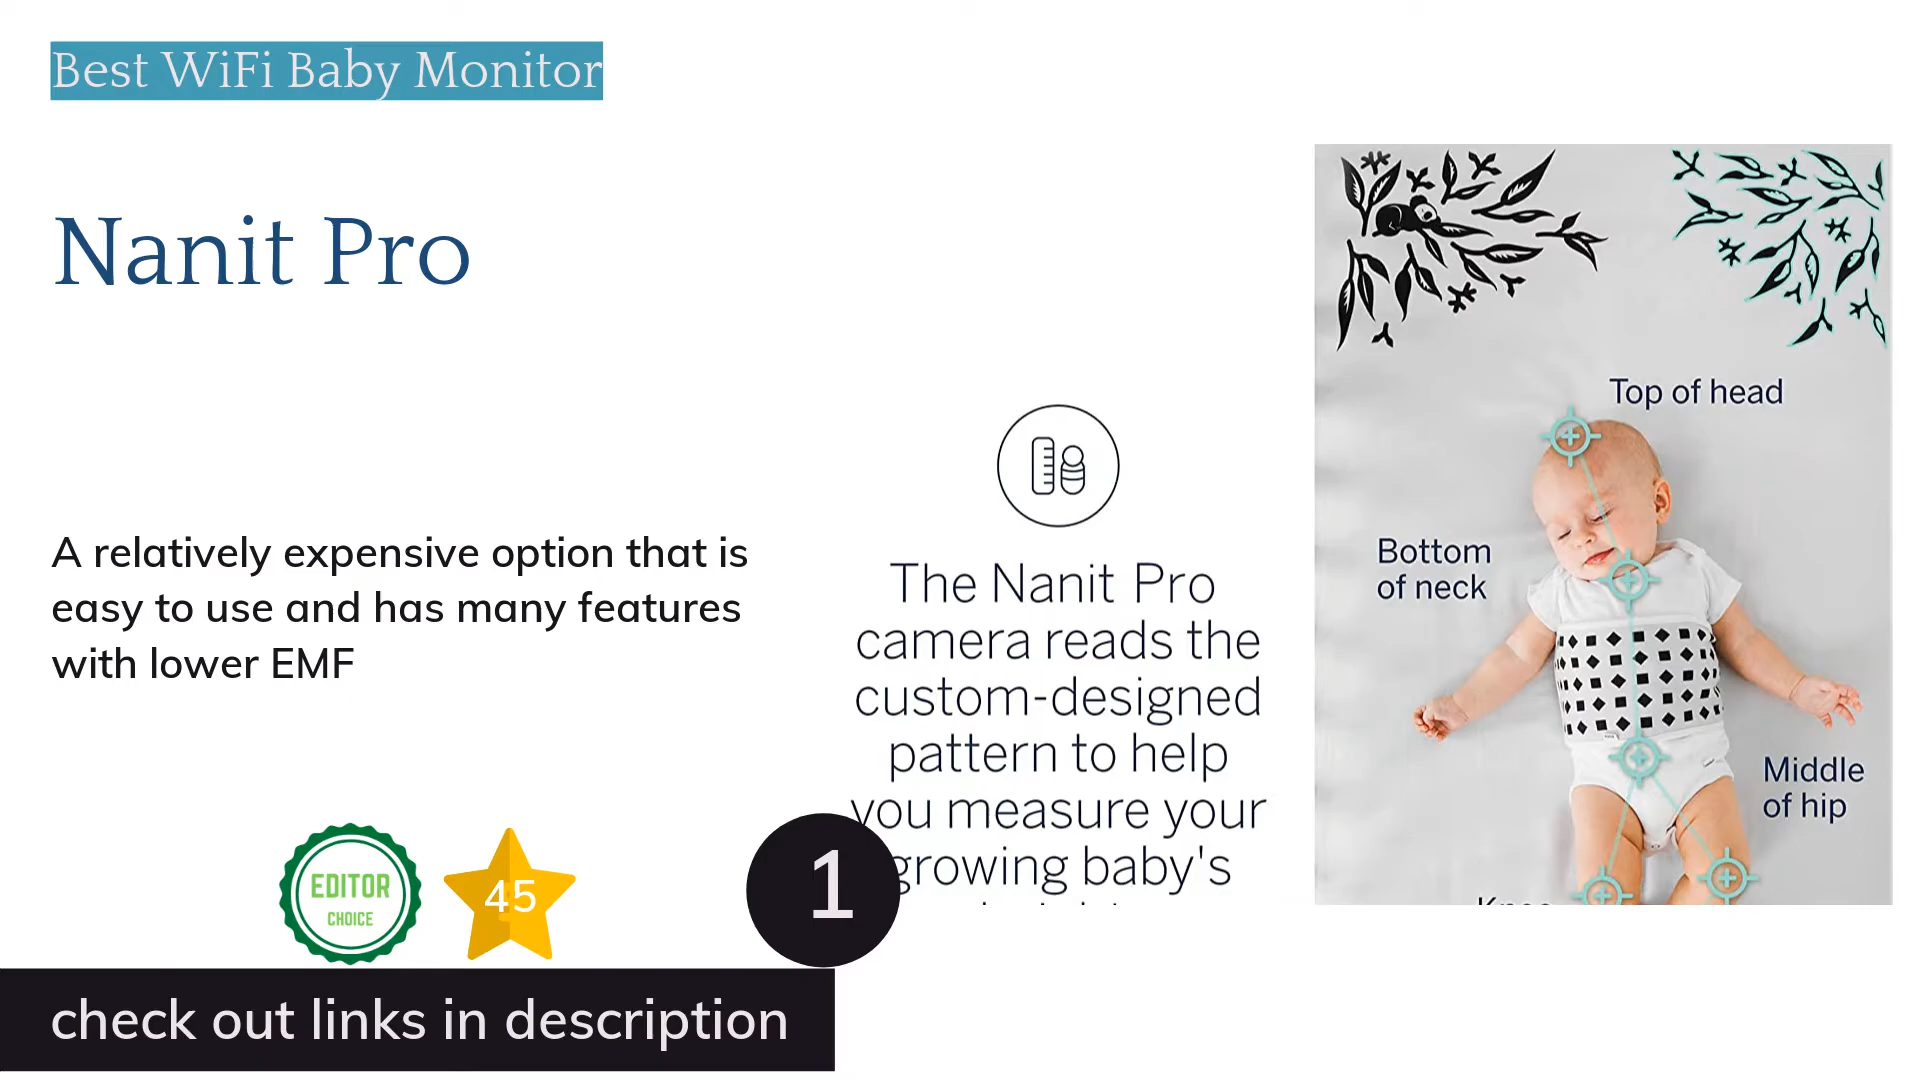 Best WiFi Baby Monitor
Nanit Pro
A relatively expensive option that is
easy to use and has many features
with lower EMF
The Nanit Pro
camera reads the
custom-designed
pattern to help
you measure your
growing baby's
Top of head
Bottom
of neck
Middle
of hip
EDITOR
CHOICE
45
1
check out links in description